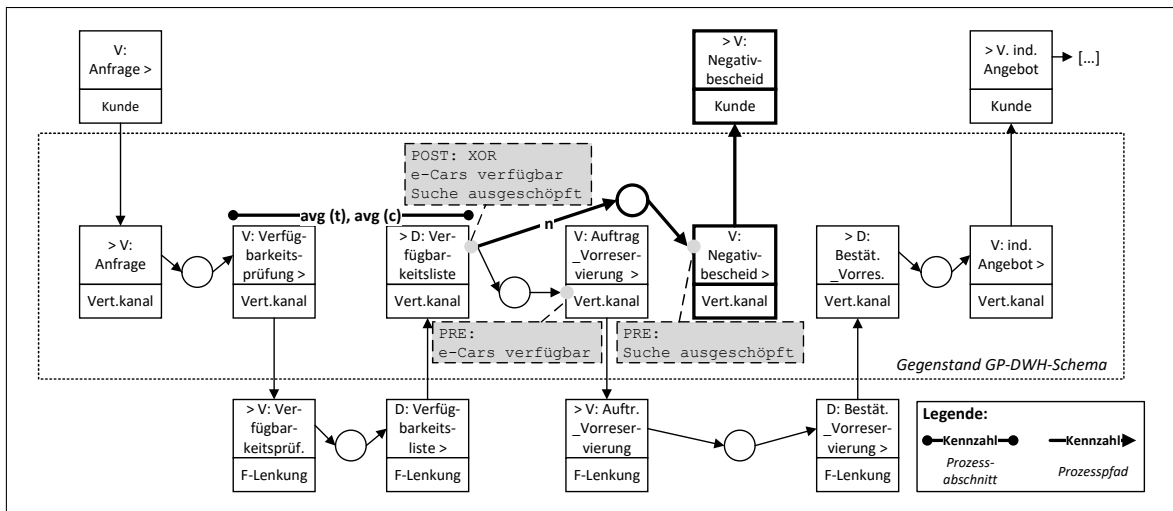 V:
Anfrage >
Kunde
> V:
Negativ-
bescheid
Kunde
> V. ind.
Angebot
Kunde
[...]
POST: XOR
e-Cars verfügbar
Suche ausgeschöpft
avg (t), avg (c)
n
> V:
Anfrage
Vert.kanal
V: Verfüg-
barkeits-
prüfung >
Vert.kanal
> D: Ver-
fügbar-
keitsliste
Vert.kanal
V: Auftrag
_Vorreser-
vierung >
Vert.kanal
V:
Negativ-
bescheid >
Vert.kanal
> D:
Bestät.
_Vorres.
Vert.kanal
V: ind.
Angebot >
Vert.kanal
PRE:
e-Cars verfügbar
PRE:
Suche ausgeschöpft
Gegenstand GP-DWH-Schema
> V: Ver-
fügbar-
keitsprüf.
F-Lenkung
D: Verfüg-
barkeits-
liste >
F-Lenkung
> V: Auftr.
_Vorreser-
vierung
F-Lenkung
D: Bestät.
_Vorreser-
vierung >
F-Lenkung
Legende:
Kennzahl
Prozess-
abschnitt
Kennzahl
Prozesspfad